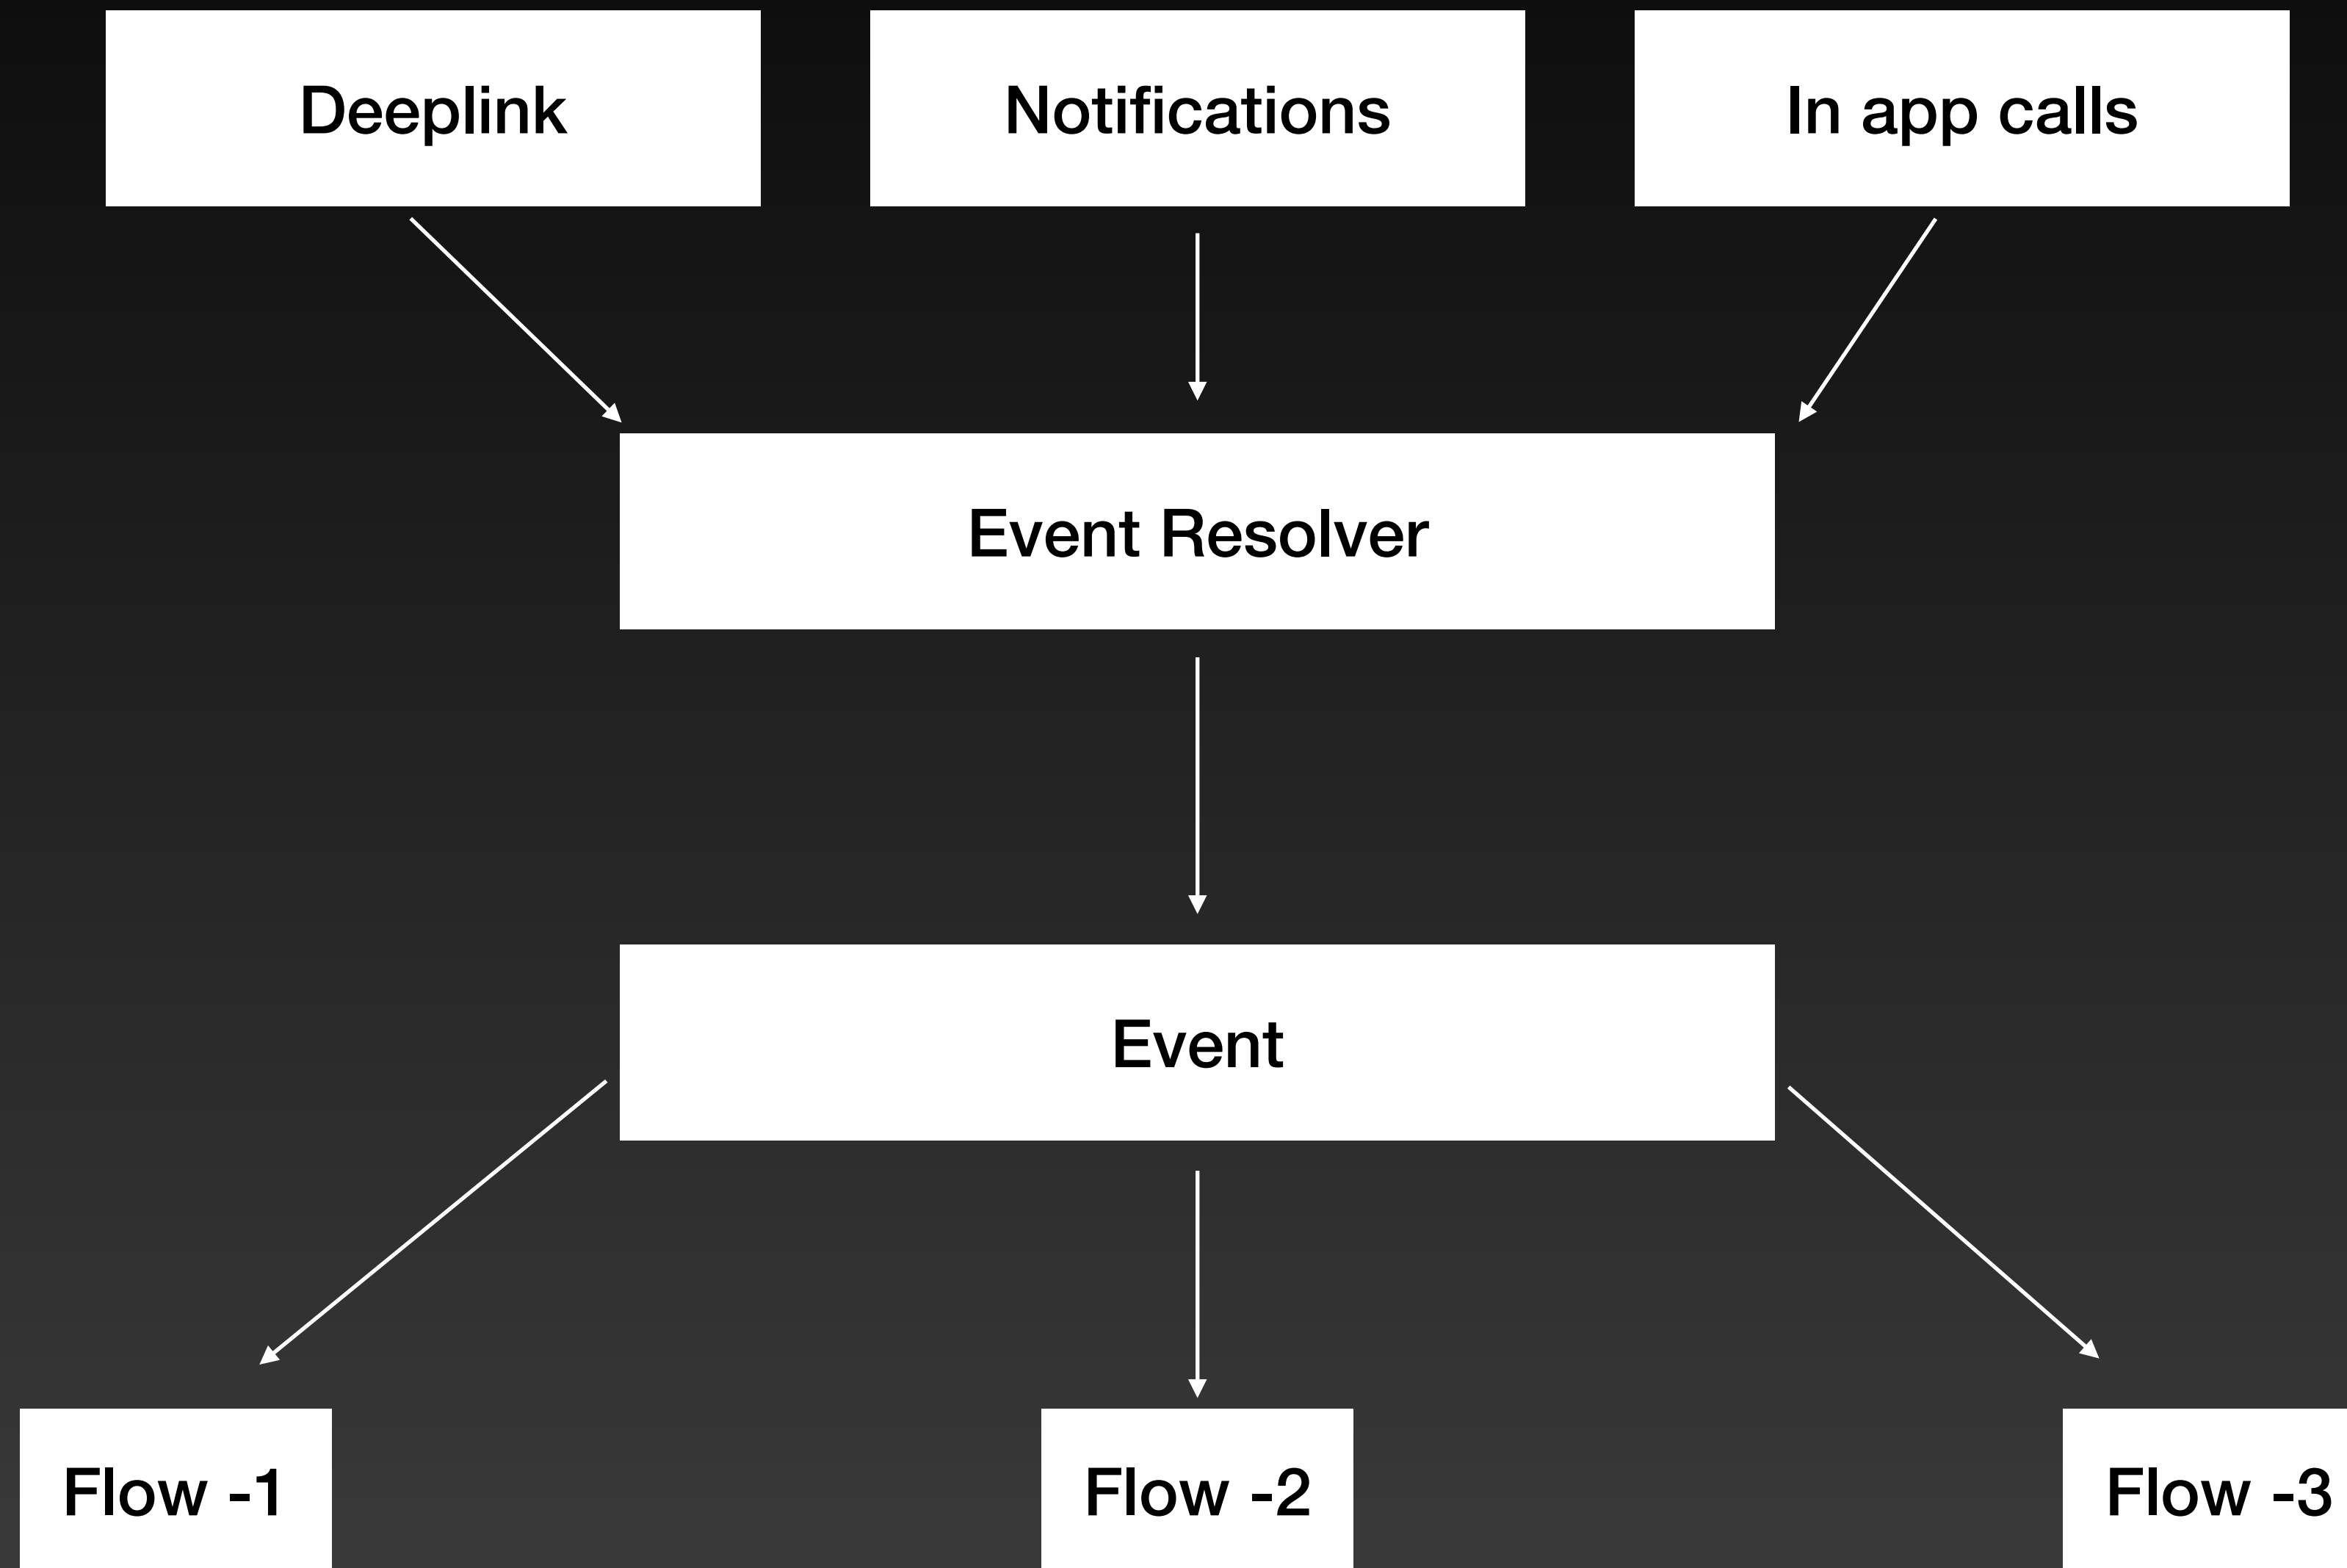 Deeplink
Notifications
In app calls
Event Resolver
Event
Flow -1
Flow -2
Flow -3